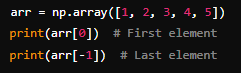 arr = np.array([1, 2, 3, 4, 5])
print(arr[0])  # First element
print(arr[-1])  # Last element